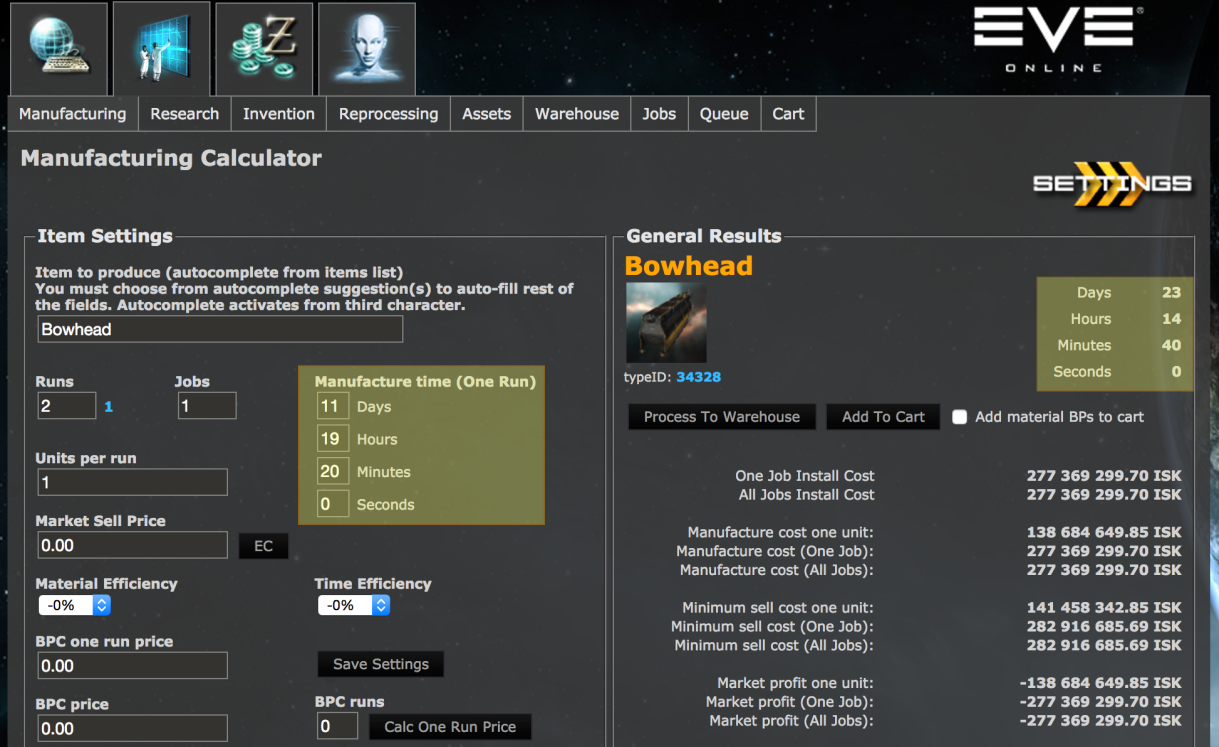 EVE
ONLINE
Manufacturing Research Invention Reprocessing Assets Warehouse Jobs Queue Cart
Manufacturing Calculator
SETTINGS
Item Settings
Item to produce (autocomplete from items list)
You must choose from autocomplete suggestion(s) to auto-fill rest of
the fields. Autocomplete activates from third character.
Bowhead
Runs Jobs
2 1 1
Manufacture time (One Run)
11 Days
19 Hours
20 Minutes
0 Seconds
Units per run
1
Market Sell Price
0.00 EC
Material Efficiency Time Efficiency
-0% -0%
BPC one run price
0.00 Save Settings
BPC price BPC runs
0.00 0 Calc One Run Price
General Results
Bowhead
Days 23
Hours 14
Minutes 40
Seconds 0
typeID: 34328
Process To Warehouse Add To Cart Add material BPs to cart
One Job Install Cost 277 369 299.70 ISK
All Jobs Install Cost 277 369 299.70 ISK
Manufacture cost one unit: 138 684 649.85 ISK
Manufacture cost (One Job): 277 369 299.70 ISK
Manufacture cost (All Jobs): 277 369 299.70 ISK
Minimum sell cost one unit: 141 458 342.85 ISK
Minimum sell cost (One Job): 282 916 685.69 ISK
Minimum sell cost (All Jobs): 282 916 685.69 ISK
Market profit one unit: -138 684 649.85 ISK
Market profit (One Job): -277 369 299.70 ISK
Market profit (All Jobs): -277 369 299.70 ISK